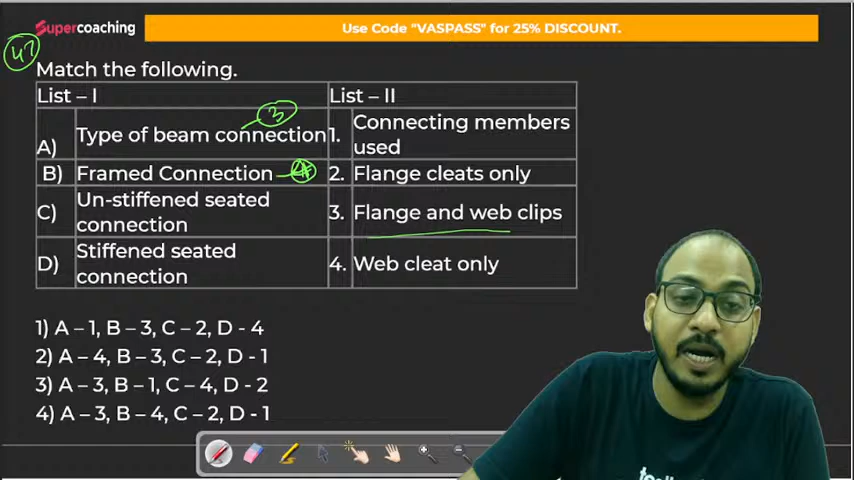 Supercoaching
Use Code "VASPASS" for 25% DISCOUNT.
47
Match the following.
List – I
List – II
A)
Type of beam connection
3
1.
Connecting members
used
B)
Framed Connection
2.
Flange cleats only
C)
Un-stiffened seated
connection
3.
Flange and web clips
D)
Stiffened seated
connection
4.
Web cleat only
1) A – 1, B – 3, C – 2, D - 4
2) A – 4, B – 3, C – 2, D - 1
3) A – 3, B – 1, C – 4, D - 2
4) A – 3, B – 4, C – 2, D - 1